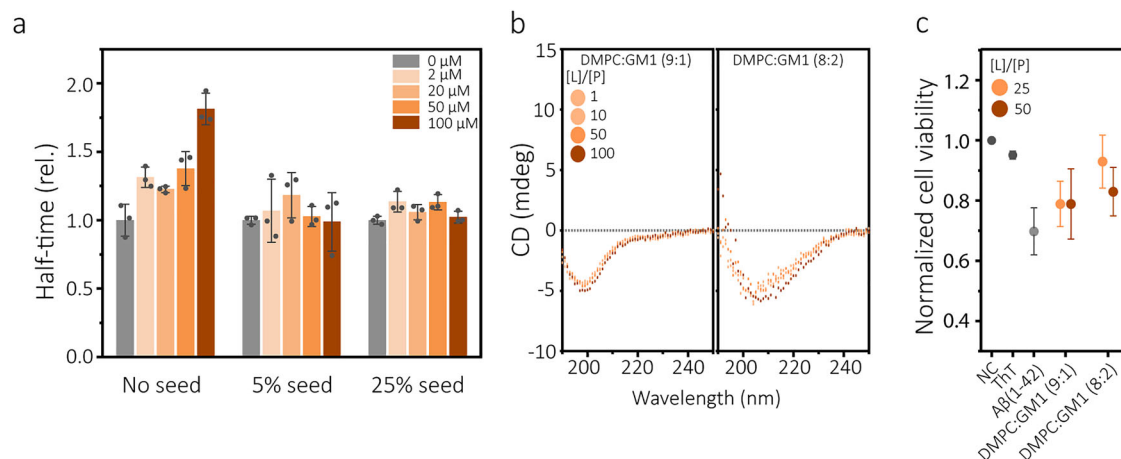 a
Half-time (rel.)
2.0
1.5
1.0
0.5
0.0
0 μM
2 μM
20 μM
50 μM
100 μM
No seed
5% seed
25% seed
b
CD (mdeg)
15
10
5
0
-5
-10
DMPC:GM1 (9:1)
[L]/[P]
1
10
50
100
DMPC:GM1 (8:2)
200
220
240
200
220
240
Wavelength (nm)
c
Normalized cell viability
1.2
1.0
0.8
0.6
0.4
[L]/[P]
25
50
NC
ThT
Aβ(1-42)
DMPC:GM1 (9:1)
DMPC:GM1 (8:2)